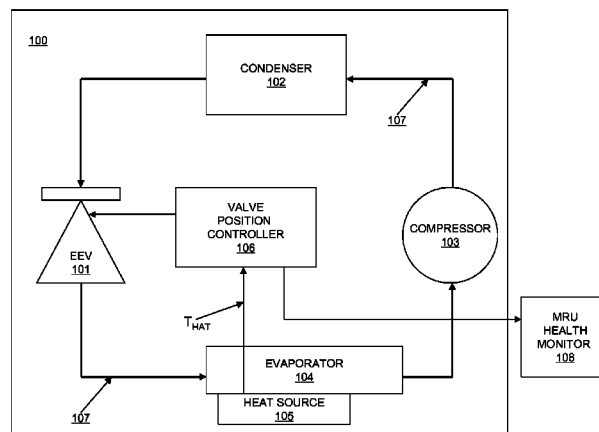 100
CONDENSER
102
107
VALVE
POSITION
CONTROLLER
106
EEV
101
COMPRESSOR
103
THAT
MRU
HEALTH
MONITOR
108
EVAPORATOR
104
HEAT SOURCE
105
107